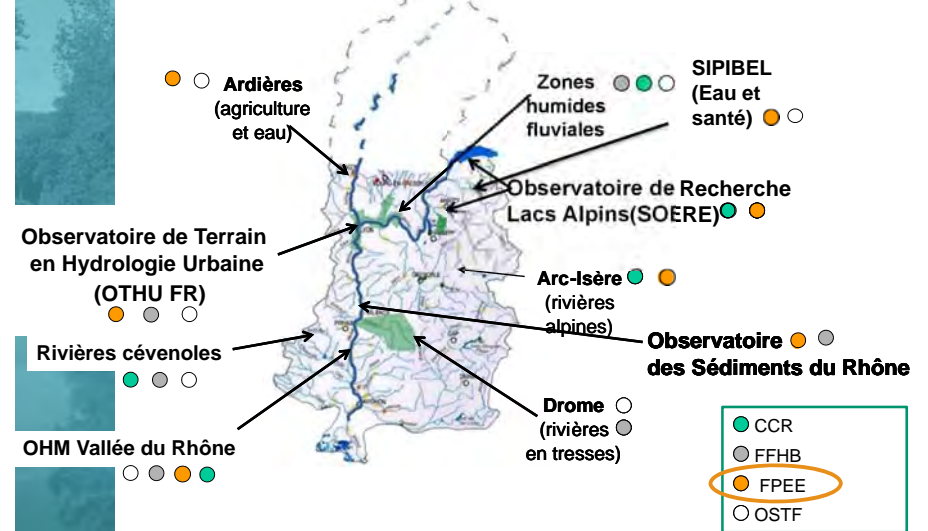 Ardières
(agriculture
et eau)
Zones
humides
fluviales
SIPIBEL
(Eau et
santé)
Observatoire de Recherche
Lacs Alpins(SOERE)
Observatoire de Terrain
en Hydrologie Urbaine
(OTHU FR)
Arc-Isère
(rivières
alpines)
Rivières cévenoles
Observatoire
des Sédiments du Rhône
OHM Vallée du Rhône
Drome
(rivières
en tresses)
CCR
FFHB
FPEE
OSTF